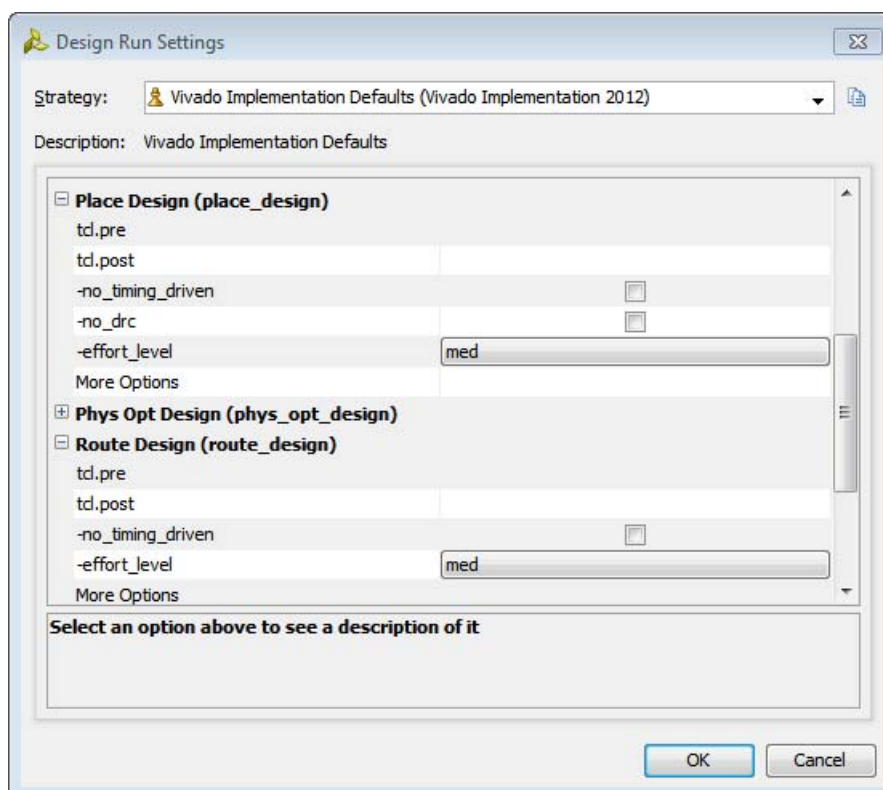 Design Run Settings
Strategy: Vivado Implementation Defaults (Vivado Implementation 2012)
Description: Vivado Implementation Defaults
Place Design (place_design)
tcl.pre
tcl.post
-no_timing_driven
-no_drc
-effort_level med
More Options
Phys Opt Design (phys_opt_design)
Route Design (route_design)
tcl.pre
tcl.post
-no_timing_driven
-effort_level med
More Options
Select an option above to see a description of it
OK Cancel